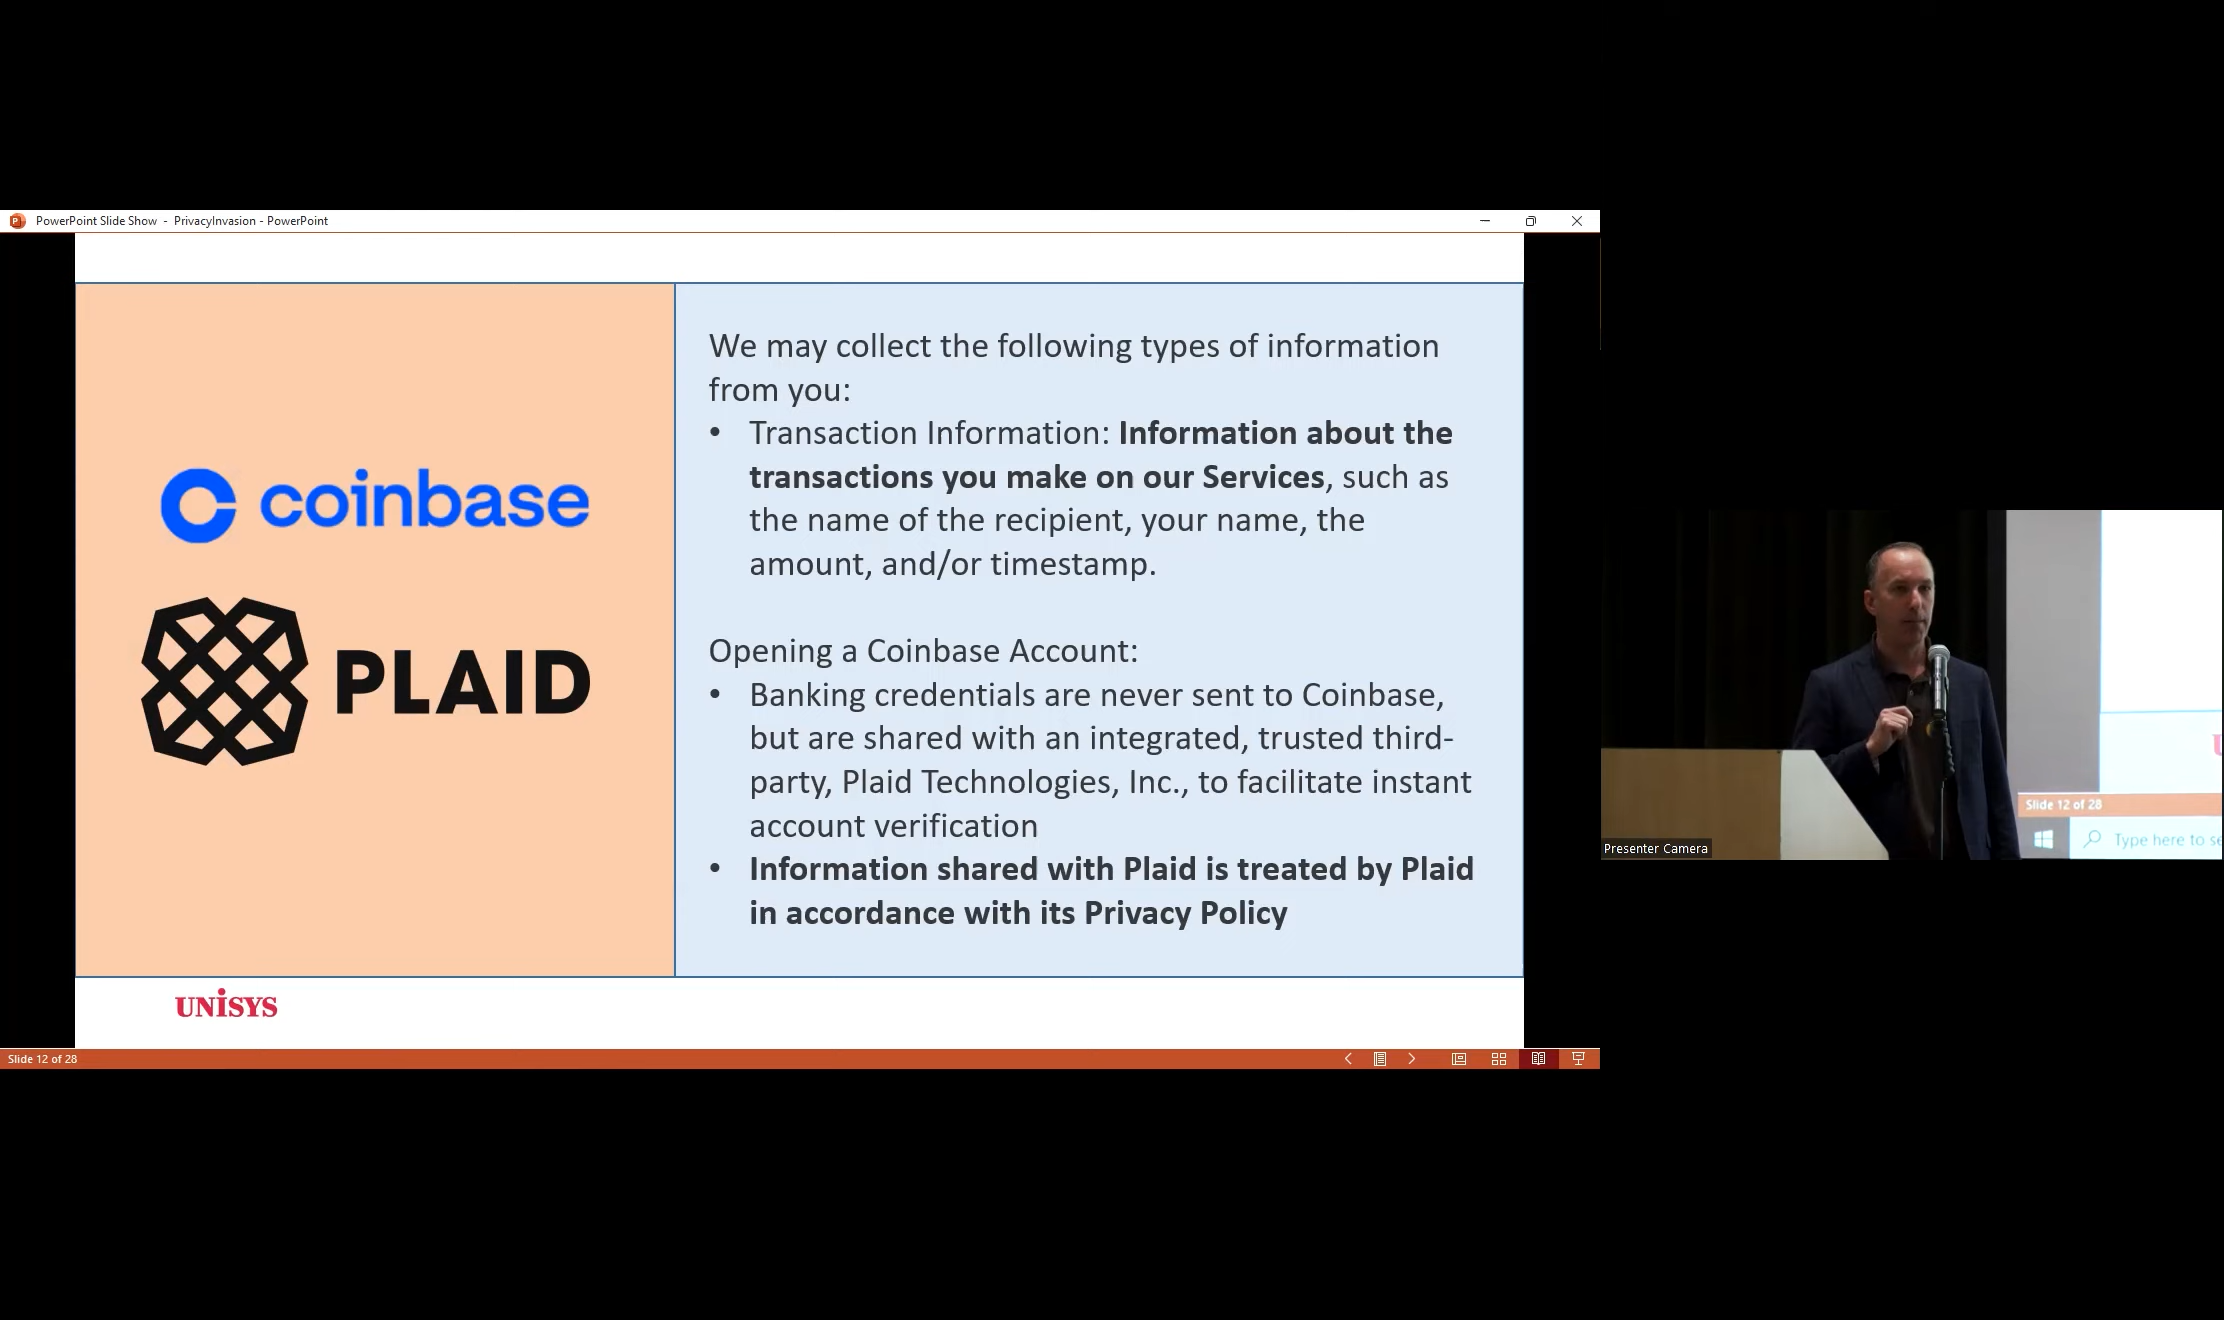 PowerPoint Slide Show - PrivacyInvasion - PowerPoint
coinbase
PLAID
We may collect the following types of information
from you:
• Transaction Information: Information about the
transactions you make on our Services, such as
the name of the recipient, your name, the
amount, and/or timestamp.
Opening a Coinbase Account:
• Banking credentials are never sent to Coinbase,
but are shared with an integrated, trusted third-
party, Plaid Technologies, Inc., to facilitate instant
account verification
• Information shared with Plaid is treated by Plaid
in accordance with its Privacy Policy
UNISYS
Slide 12 of 28
Slide 12 of 28
Type here to se
Presenter Camera